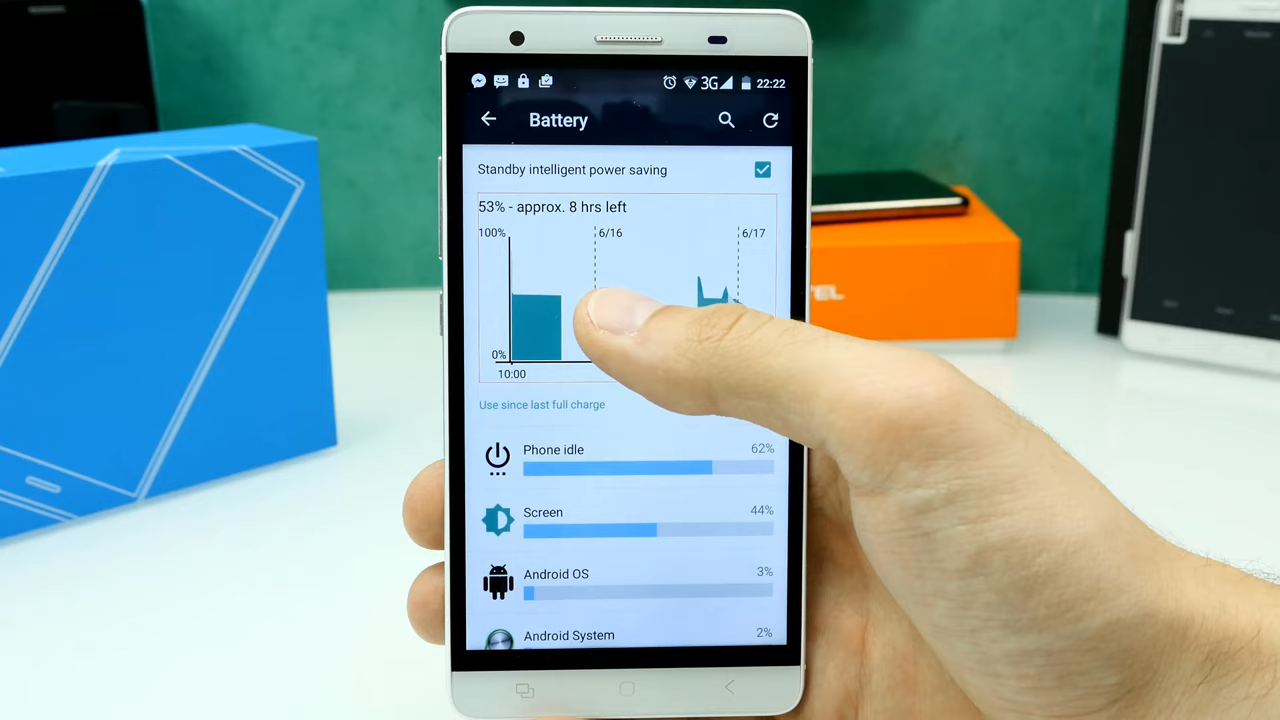 3G 22:22
Battery
Standby intelligent power saving
53% - approx. 8 hrs left
100% 6/16 6/17
0%
10:00
Use since last full charge
Phone idle 62%
Screen 44%
Android OS 3%
Android System 2%